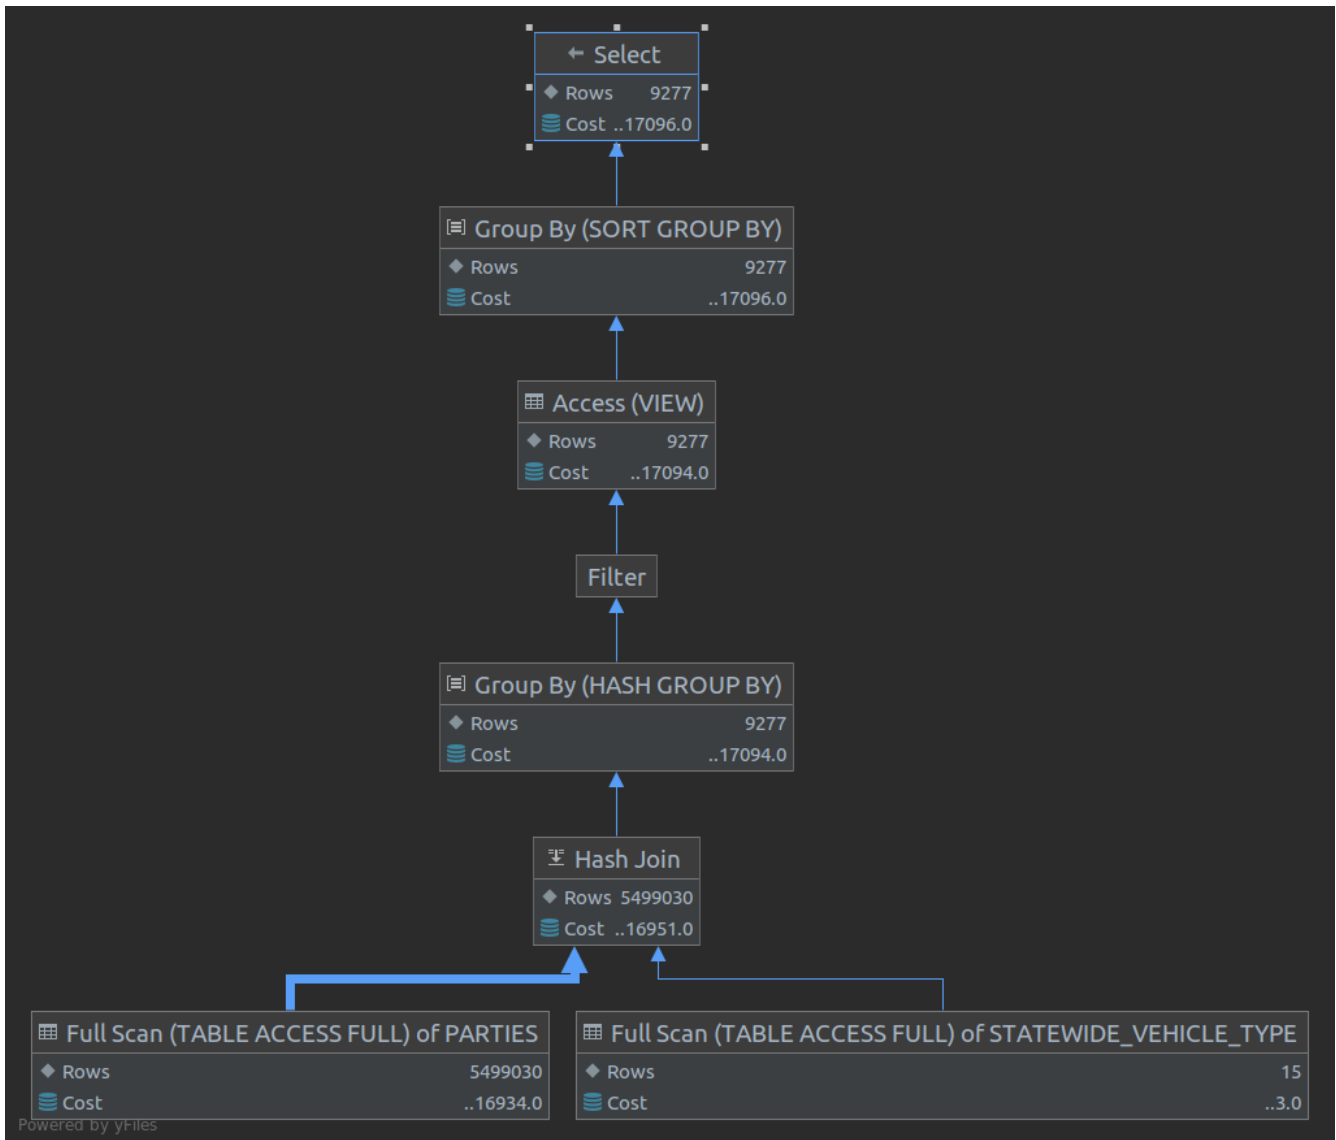 Select
Rows 9277
Cost ..17096.0
Group By (SORT GROUP BY)
Rows 9277
Cost ..17096.0
Access (VIEW)
Rows 9277
Cost ..17094.0
Filter
Group By (HASH GROUP BY)
Rows 9277
Cost ..17094.0
Hash Join
Rows 5499030
Cost ..16951.0
Full Scan (TABLE ACCESS FULL) of PARTIES
Rows 5499030
Cost ..16934.0
Full Scan (TABLE ACCESS FULL) of STATEWIDE_VEHICLE_TYPE
Rows 15
Cost ..3.0
Powered by yFiles